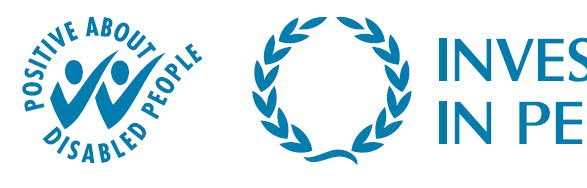 POSITIVE ABOUT
DISABLED PEOPLE
INVES
IN PE